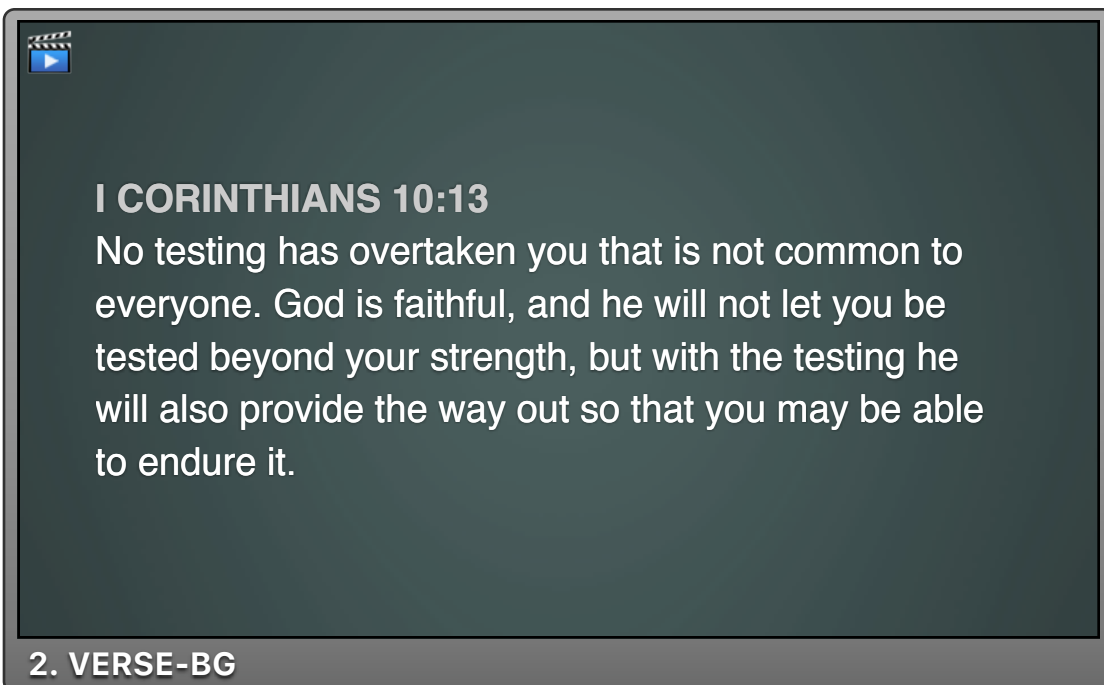 I CORINTHIANS 10:13
No testing has overtaken you that is not common to
everyone. God is faithful, and he will not let you be
tested beyond your strength, but with the testing he
will also provide the way out so that you may be able
to endure it.
2. VERSE-BG